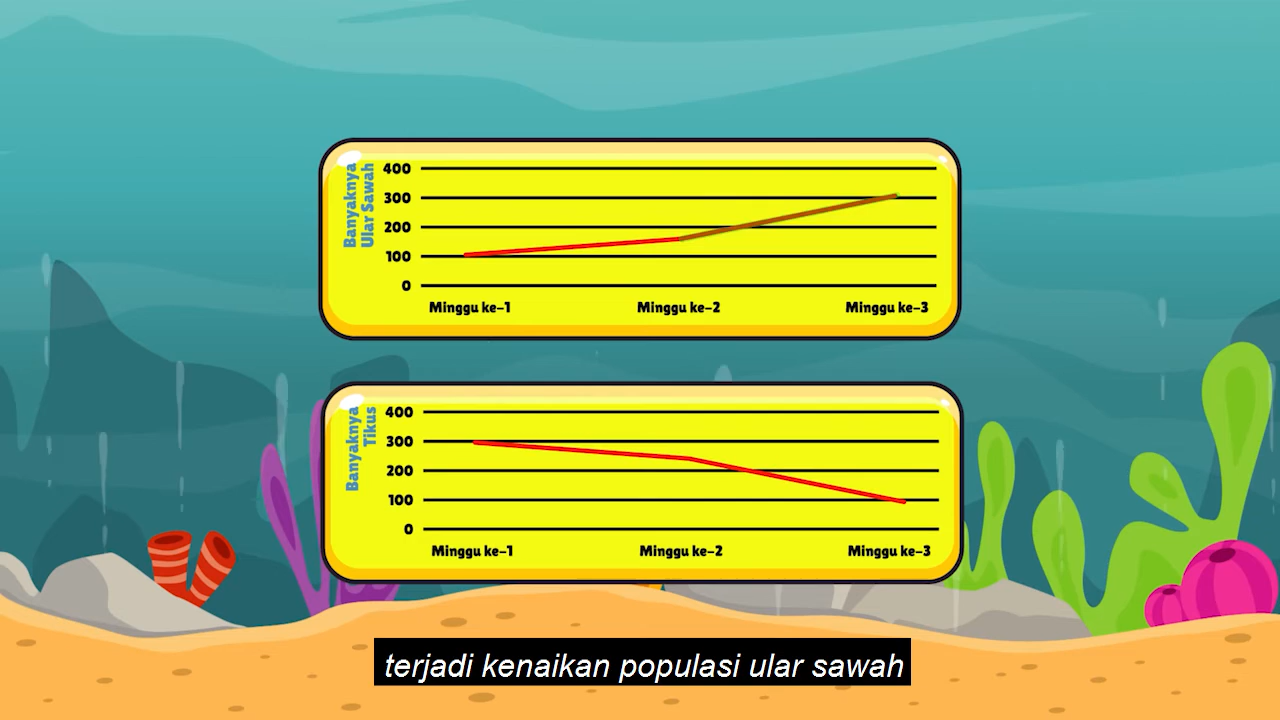 Banyaknya
Ular Sawah
400
300
200
100
0
Minggu ke-1 Minggu ke-2 Minggu ke-3
Banyaknya
Tikus
400
300
200
100
0
Minggu ke-1 Minggu ke-2 Minggu ke-3
terjadi kenaikan populasi ular sawah